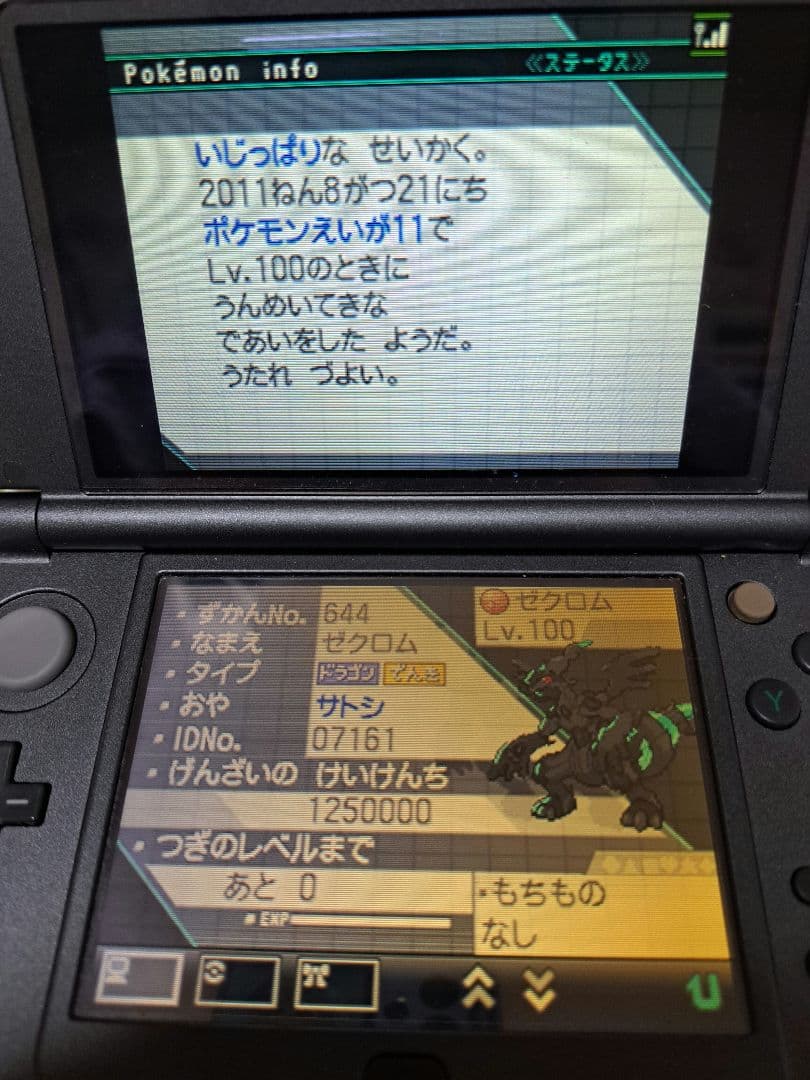 Pokémon info
≪ステータス≫
いじっぱりな せいかく。
2011ねん8がつ21にち
ポケモンえいが11で
Lv.100のときに
うんめいてきな
であいをした ようだ。
うたれ づよい。
ゼクロム
Lv.100
・ずかんNo. 644
・なまえ ゼクロム
・タイプ ドラゴン でんき
・おや サトシ
・IDNo. 07161
・げんざいの けいけんち
1250000
・つぎのレベルまで
あと 0
EXP
・もちもの
なし
Y